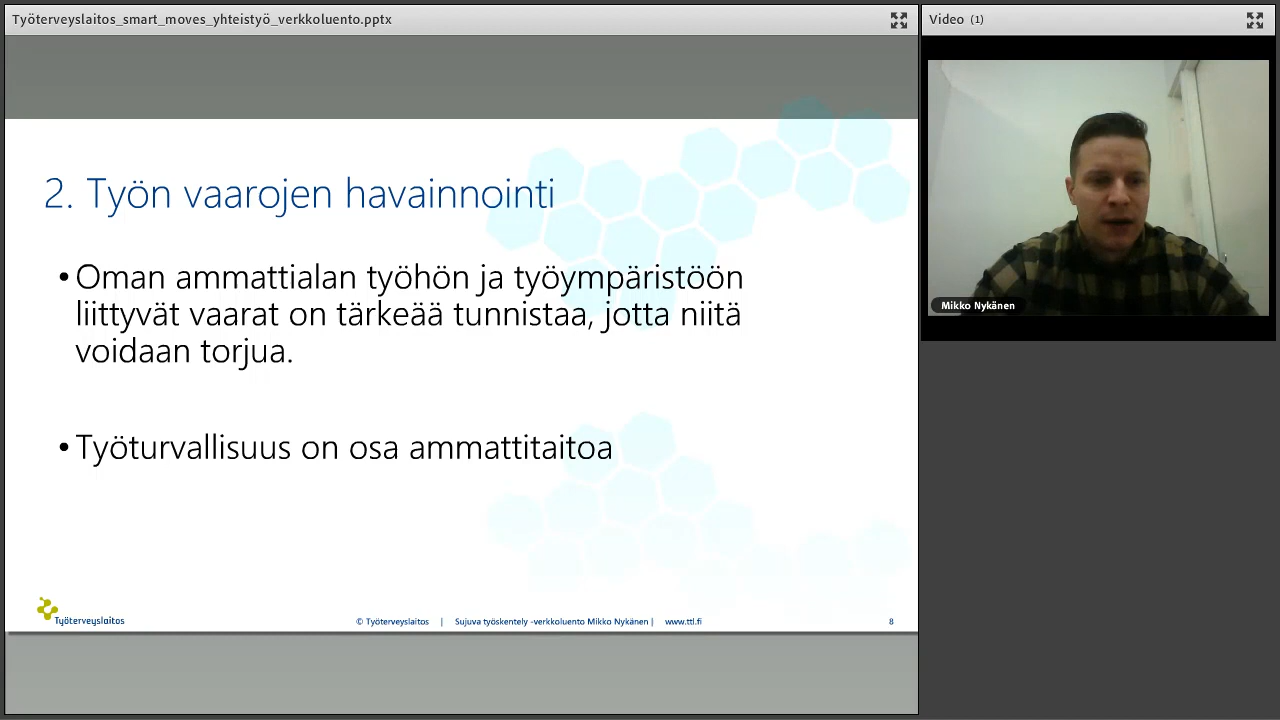 Työterveyslaitos_smart_moves_yhteistyö_verkkoluento.pptx
Video (1)
2. Työn vaarojen havainnointi
•Oman ammattialan työhön ja työympäristöön
liittyvät vaarat on tärkeää tunnistaa, jotta niitä
voidaan torjua.
•Työturvallisuus on osa ammattitaitoa
Mikko Nykänen
Työterveyslaitos
© Työterveyslaitos | Sujuva työskentely -verkkoluento Mikko Nykänen | www.ttl.fi
8